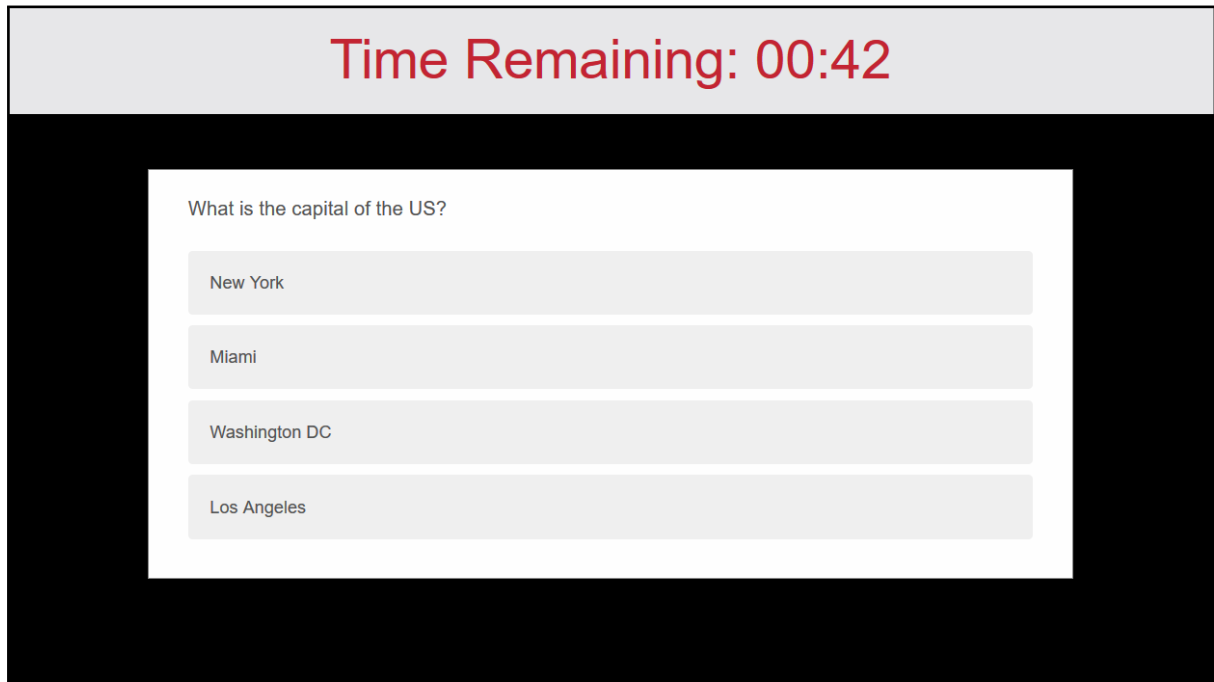 Time Remaining: 00:42
What is the capital of the US?
New York
Miami
Washington DC
Los Angeles